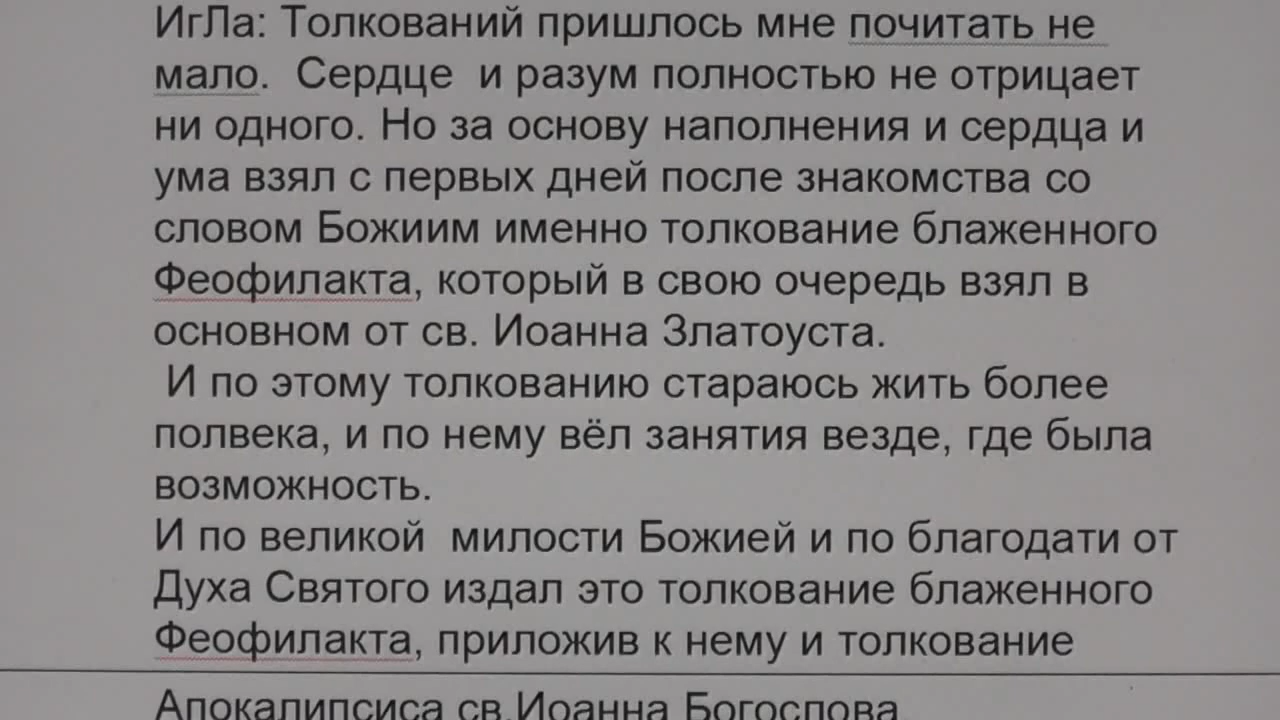 ИгЛа: Толкований пришлось мне почитать не
мало.  Сердце  и разум полностью не отрицает
ни одного. Но за основу наполнения и сердца и
ума взял с первых дней после знакомства со
словом Божиим именно толкование блаженного
Феофилакта, который в свою очередь взял в
основном от св. Иоанна Златоуста.
И по этому толкованию стараюсь жить более
полвека, и по нему вёл занятия везде, где была
возможность.
И по великой  милости Божией и по благодати от
Духа Святого издал это толкование блаженного
Феофилакта, приложив к нему и толкование
Апокалипсиса св.Иоанна Богослова